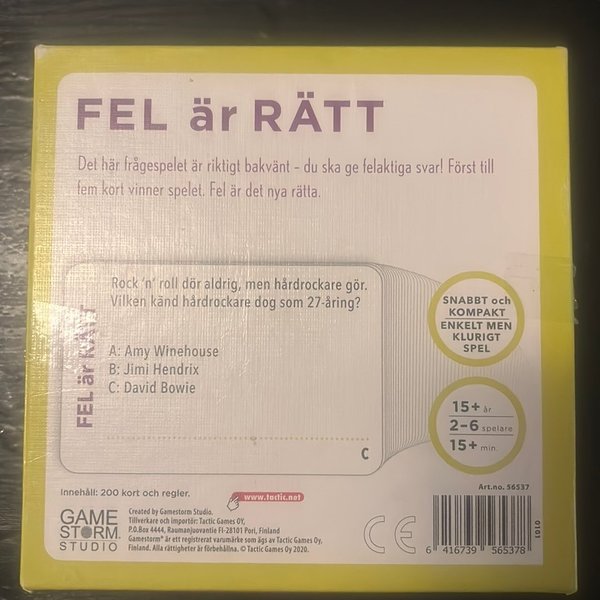 FEL är RÄTT
Det här frågespelet är riktigt bakvänt – du ska ge felaktiga svar! Först till
fem kort vinner spelet. Fel är det nya rätta.
FEL är RÄTT
Rock 'n' roll dör aldrig, men hårdrockare gör.
Vilken känd hårdrockare dog som 27-åring?
A: Amy Winehouse
B: Jimi Hendrix
C: David Bowie
C
SNABBT och
KOMPAKT
ENKELT MEN
KLURIGT
SPEL
15+ år
2–6 spelare
15+ min.
Art.no. 56537
Innehåll: 200 kort och regler.
www.tactic.net
GAME
STORM
STUDIO
Created by Gamestorm Studio.
Tillverkare och importör: Tactic Games OY,
P.O.Box 4444, Raumanjuovantie FI-28101 Pori, Finland
Gamestorm® är ett registrerat varumärke som ägs av Tactic Games OY,
Finland. Alla rättigheter är förbehållna. © Tactic Games Oy 2020.
CE
0101
6 416739 565378